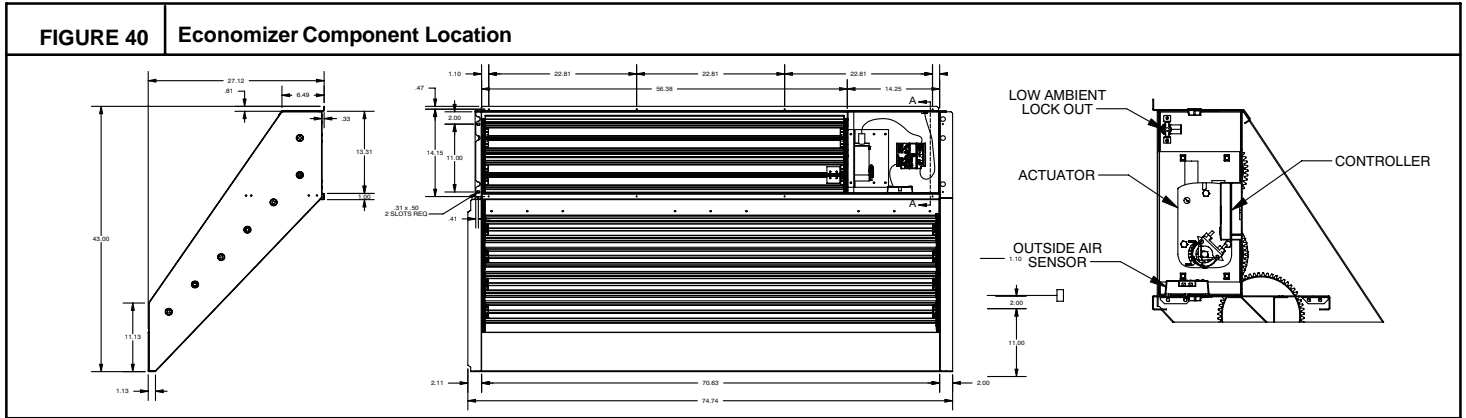 FIGURE 40
Economizer Component Location
27.12
.81
6.49
.33
13.31
1.00
43.00
11.13
1.13
1.10
22.81
22.81
22.81
.47
56.38
14.25
A
2.00
14.15
11.00
.31 x .50
2 SLOTS REQ
.41
A
2.11
70.63
2.00
74.74
1.10
2.00
11.00
LOW AMBIENT
LOCK OUT
ACTUATOR
CONTROLLER
OUTSIDE AIR
SENSOR